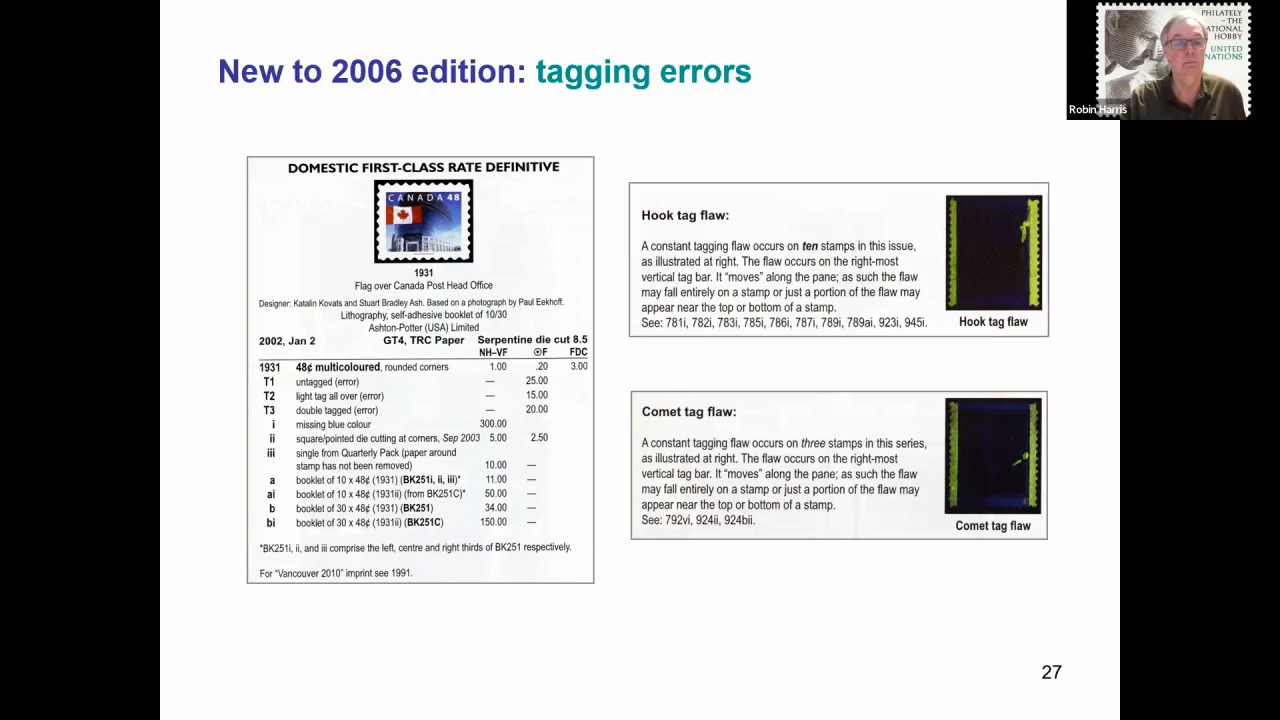 New to 2006 edition: tagging errors
PHILATELY
– THE
NATIONAL
HOBBY
UNITED
NATIONS
Robin Harris
DOMESTIC FIRST-CLASS RATE DEFINITIVE
CANADA 48
1931
Flag over Canada Post Head Office
Designer: Katalin Kovats and Stuart Bradley Ash. Based on a photograph by Paul Eekhoff.
Lithography, self-adhesive booklet of 10/30
Ashton-Potter (USA) Limited
2002, Jan 2 GT4, TRC Paper Serpentine die cut 8.5
NH–VF ⊙F FDC
1931 48¢ multicoloured, rounded corners 1.00 .20 3.00
T1 untagged (error) — 25.00
T2 light tag all over (error) — 15.00
T3 double tagged (error) — 20.00
i missing blue colour 300.00
ii square/pointed die cutting at corners, Sep 2003 5.00 2.50
iii single from Quarterly Pack (paper around
stamp has not been removed) 10.00 —
a booklet of 10 x 48¢ (1931) (BK251i, ii, iii)* 11.00 —
ai booklet of 10 x 48¢ (1931ii) (from BK251C)* 50.00 —
b booklet of 30 x 48¢ (1931) (BK251) 34.00 —
bi booklet of 30 x 48¢ (1931ii) (BK251C) 150.00 —
*BK251i, ii, and iii comprise the left, centre and right thirds of BK251 respectively.
For “Vancouver 2010” imprint see 1991.
Hook tag flaw:
A constant tagging flaw occurs on ten stamps in this issue,
as illustrated at right. The flaw occurs on the right-most
vertical tag bar. It “moves” along the pane; as such the flaw
may fall entirely on a stamp or just a portion of the flaw may
appear near the top or bottom of a stamp.
See: 781i, 782i, 783i, 785i, 786i, 787i, 789i, 789ai, 923i, 945i.
Hook tag flaw
Comet tag flaw:
A constant tagging flaw occurs on three stamps in this series,
as illustrated at right. The flaw occurs on the right-most
vertical tag bar. It “moves” along the pane; as such the flaw
may fall entirely on a stamp or just a portion of the flaw may
appear near the top or bottom of a stamp.
See: 792vi, 924ii, 924bii.
Comet tag flaw
27